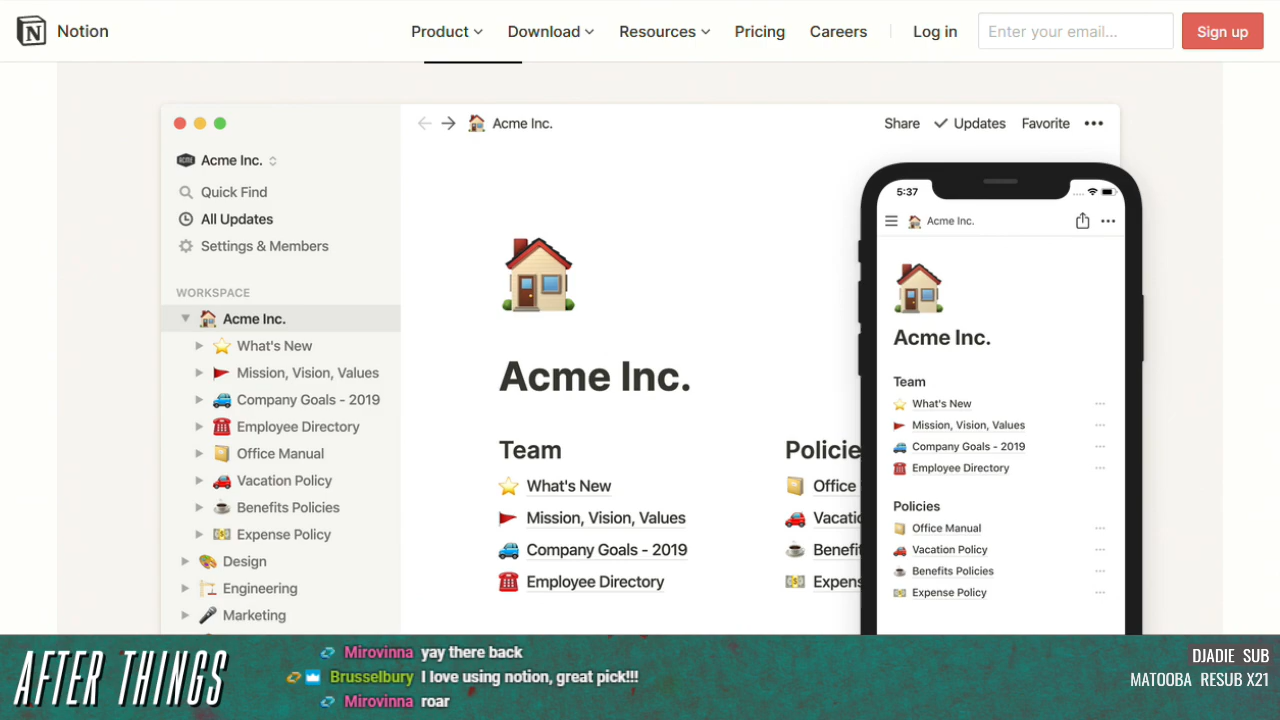 Notion
Product
Download
Resources
Pricing
Careers
Log in
Enter your email...
Sign up
Acme Inc.
Share
Updates
Favorite
Acme Inc.
Quick Find
All Updates
Settings & Members
WORKSPACE
Acme Inc.
What's New
Mission, Vision, Values
Company Goals - 2019
Employee Directory
Office Manual
Vacation Policy
Benefits Policies
Expense Policy
Design
Engineering
Marketing
Acme Inc.
Team
What's New
Mission, Vision, Values
Company Goals - 2019
Employee Directory
Policie
Office
Vacatio
Benefit
Expens
5:37
Acme Inc.
Acme Inc.
Team
What's New
Mission, Vision, Values
Company Goals - 2019
Employee Directory
Policies
Office Manual
Vacation Policy
Benefits Policies
Expense Policy
AFTER THINGS
Mirovinna yay there back
Brusselbury I love using notion, great pick!!!
Mirovinna roar
DJADIE SUB
MATOOBA RESUB X21